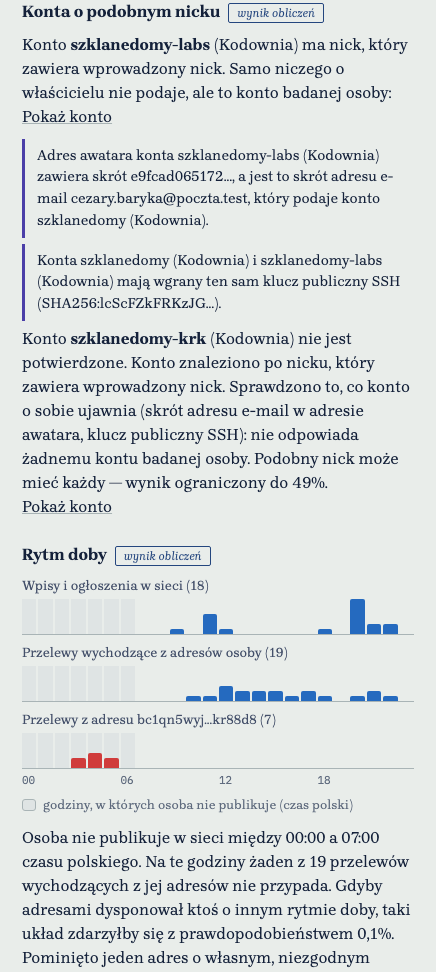 Konta o podobnym nicku wynik obliczeń
Konto szklanedomy-labs (Kodownia) ma nick, który
zawiera wprowadzony nick. Samo niczego o
właścicielu nie podaje, ale to konto badanej osoby:
Pokaż konto
Adres awatara konta szklanedomy-labs (Kodownia)
zawiera skrót e9fcad065172…, a jest to skrót adresu e-
mail cezary.baryka@poczta.test, który podaje konto
szklanedomy (Kodownia).
Konta szklanedomy (Kodownia) i szklanedomy-labs
(Kodownia) mają wgrany ten sam klucz publiczny SSH
(SHA256:lcScFZkFRKzJG…).
Konto szklanedomy-krk (Kodownia) nie jest
potwierdzone. Konto znaleziono po nicku, który
zawiera wprowadzony nick. Sprawdzono to, co konto
o sobie ujawnia (skrót adresu e-mail w adresie
awatara, klucz publiczny SSH): nie odpowiada
żadnemu kontu badanej osoby. Podobny nick może
mieć każdy — wynik ograniczony do 49%.
Pokaż konto
Rytm doby wynik obliczeń
Wpisy i ogłoszenia w sieci (18)
Przelewy wychodzące z adresów osoby (19)
Przelewy z adresu bc1qn5wyj…kr88d8 (7)
00 06 12 18
godziny, w których osoba nie publikuje (czas polski)
Osoba nie publikuje w sieci między 00:00 a 07:00
czasu polskiego. Na te godziny żaden z 19 przelewów
wychodzących z jej adresów nie przypada. Gdyby
adresami dysponował ktoś o innym rytmie doby, taki
układ zdarzyłby się z prawdopodobieństwem 0,1%.
Pominięto jeden adres o własnym, niezgodnym